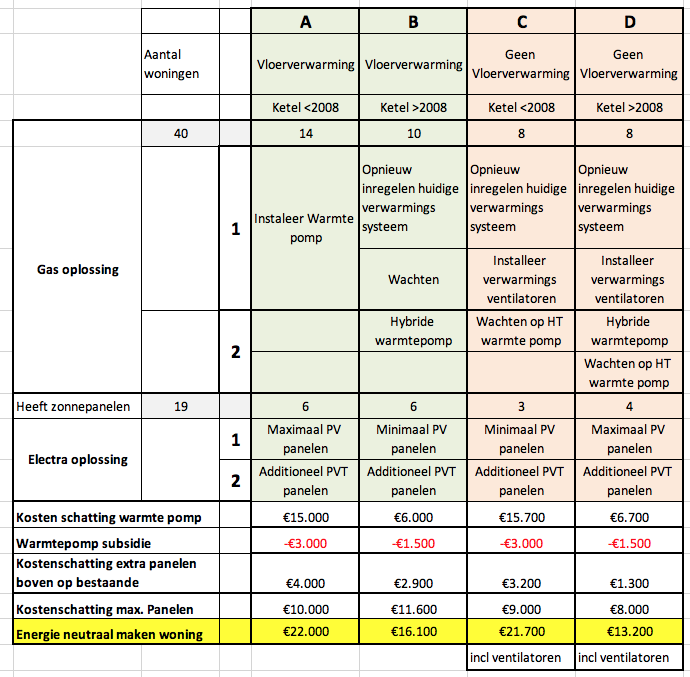 A B C D
Aantal woningen Vloerverwarming Vloerverwarming Geen Vloerverwarming Geen Vloerverwarming
Ketel <2008 Ketel >2008 Ketel <2008 Ketel >2008
40 14 10 8 8
Gas oplossing
1
Instaleer Warmte pomp
Opnieuw inregelen huidige verwarmings systeem
Opnieuw inregelen huidige verwarmings systeem
Opnieuw inregelen huidige verwarmings systeem
Wachten
Installeer verwarmings ventilatoren
Installeer verwarmings ventilatoren
2
Hybride warmtepomp
Wachten op HT warmte pomp
Hybride warmtepomp
Wachten op HT warmte pomp
Heeft zonnepanelen 19 6 6 3 4
Electra oplossing
1 Maximaal PV panelen Minimaal PV panelen Minimaal PV panelen Maximaal PV panelen
2 Additioneel PVT panelen Additioneel PVT panelen Additioneel PVT panelen Additioneel PVT panelen
Kosten schatting warmte pomp €15.000 €6.000 €15.700 €6.700
Warmtepomp subsidie -€3.000 -€1.500 -€3.000 -€1.500
Kostenschatting extra panelen boven op bestaande €4.000 €2.900 €3.200 €1.300
Kostenschatting max. Panelen €10.000 €11.600 €9.000 €8.000
Energie neutraal maken woning €22.000 €16.100 €21.700 €13.200
incl ventilatoren incl ventilatoren